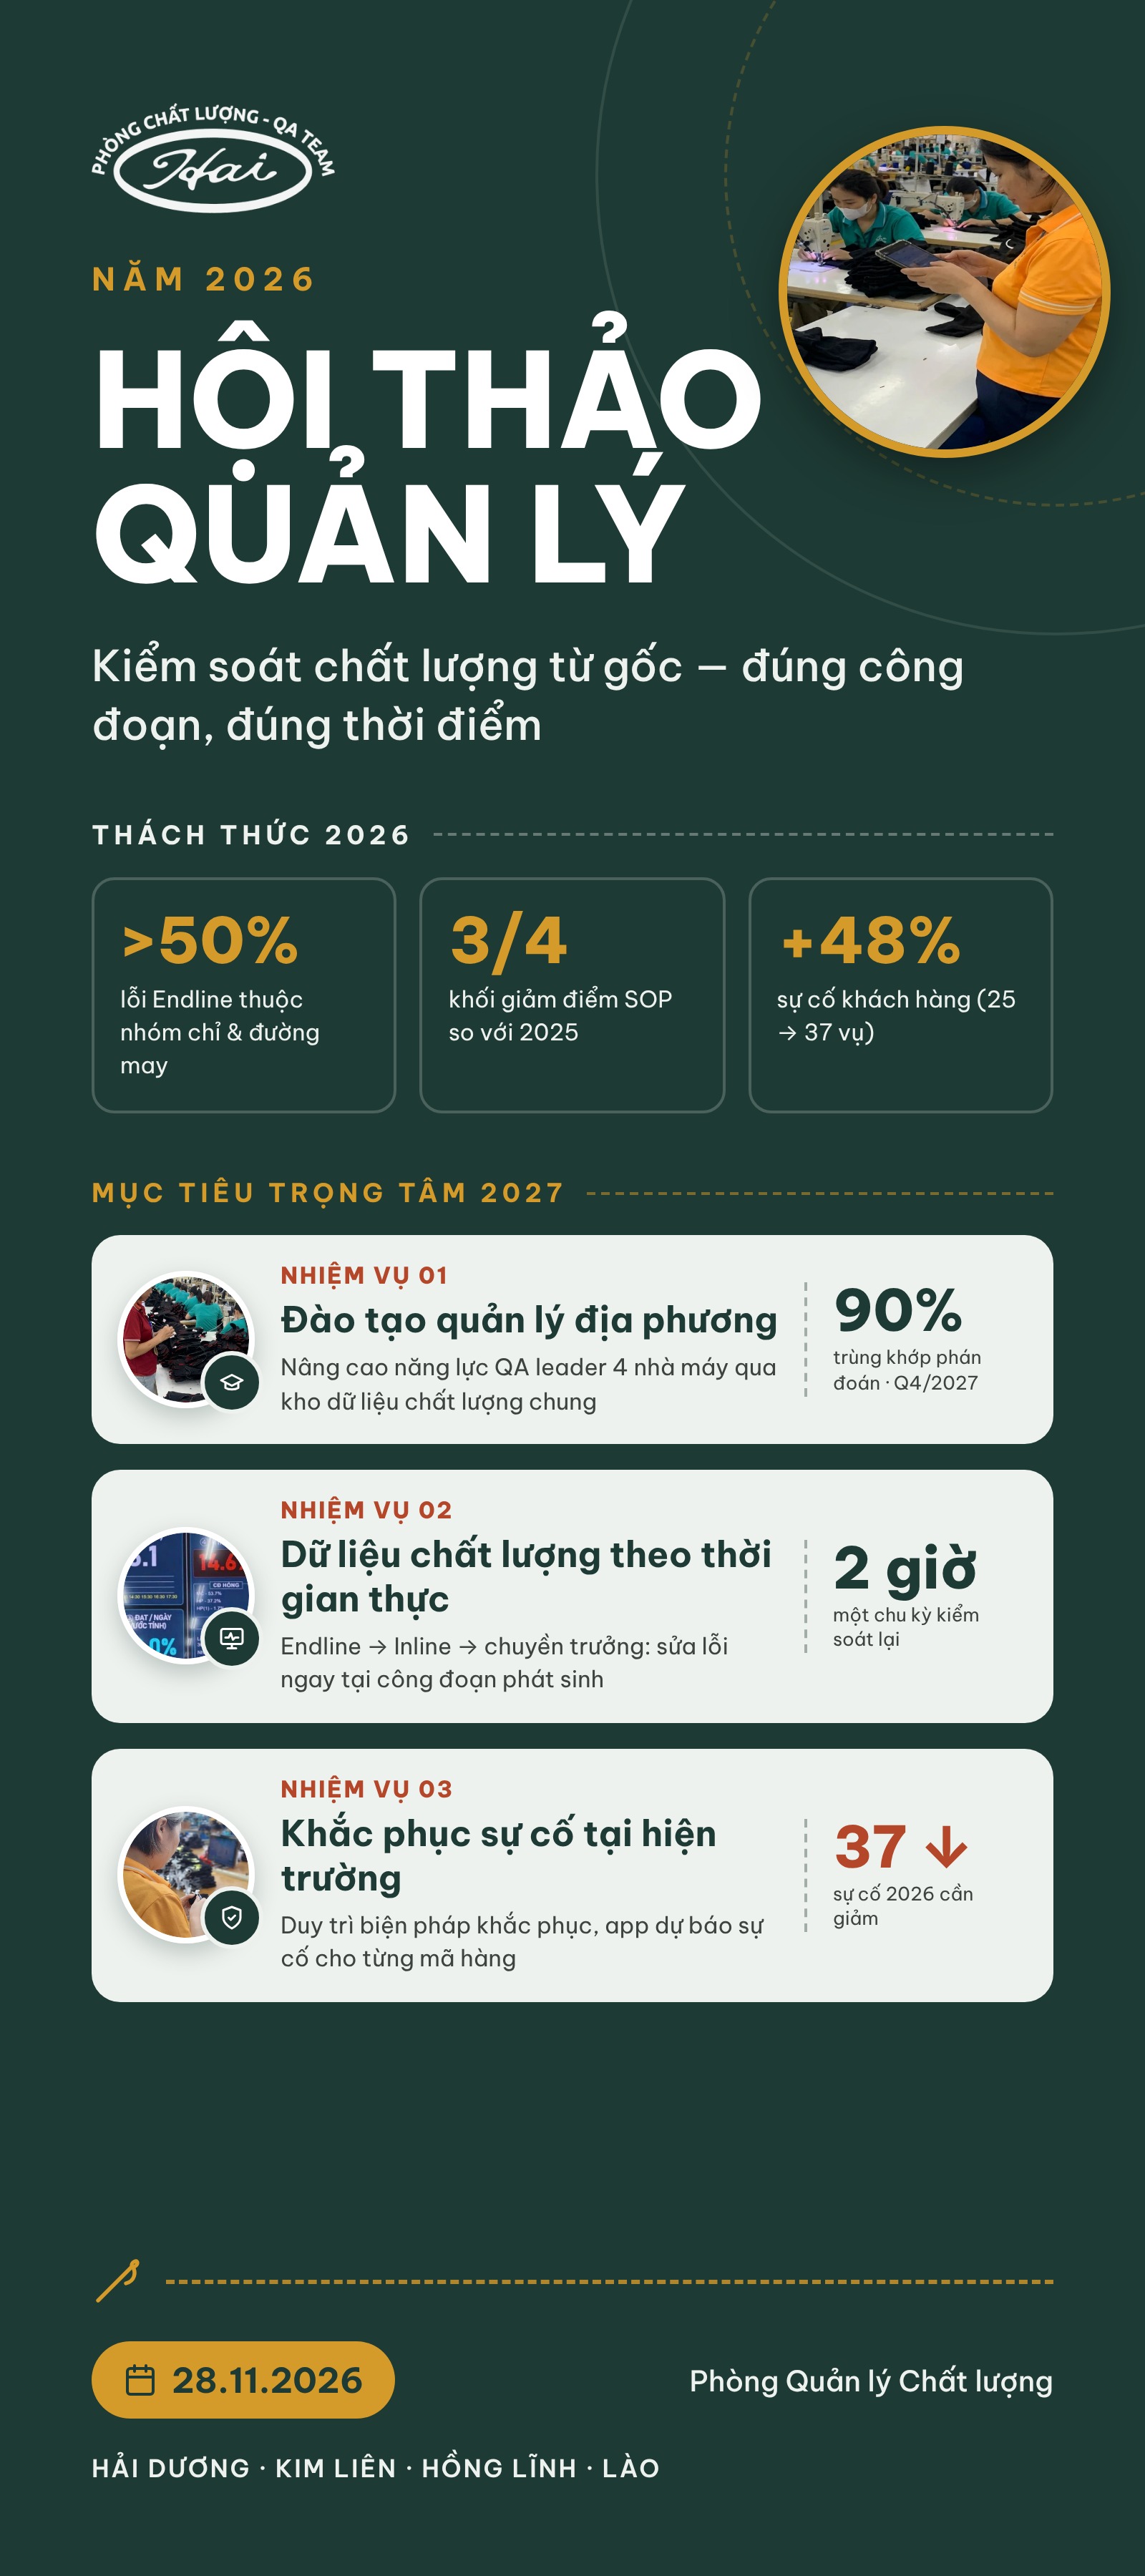 PHÒNG CHẤT LƯỢNG - QA TEAM
Hai
NĂM 2026
HỘI THẢO
QUẢN LÝ
Kiểm soát chất lượng từ gốc — đúng công
đoạn, đúng thời điểm
THÁCH THỨC 2026
>50%
lỗi Endline thuộc
nhóm chỉ & đường
may
3/4
khối giảm điểm SOP
so với 2025
+48%
sự cố khách hàng (25
→ 37 vụ)
MỤC TIÊU TRỌNG TÂM 2027
NHIỆM VỤ 01
Đào tạo quản lý địa phương
Nâng cao năng lực QA leader 4 nhà máy qua
kho dữ liệu chất lượng chung
90%
trùng khớp phán
đoán · Q4/2027
NHIỆM VỤ 02
Dữ liệu chất lượng theo thời
gian thực
Endline → Inline → chuyền trưởng: sửa lỗi
ngay tại công đoạn phát sinh
2 giờ
một chu kỳ kiểm
soát lại
NHIỆM VỤ 03
Khắc phục sự cố tại hiện
trường
Duy trì biện pháp khắc phục, app dự báo sự
cố cho từng mã hàng
37 ↓
sự cố 2026 cần
giảm
28.11.2026
Phòng Quản lý Chất lượng
HẢI DƯƠNG · KIM LIÊN · HỒNG LĨNH · LÀO